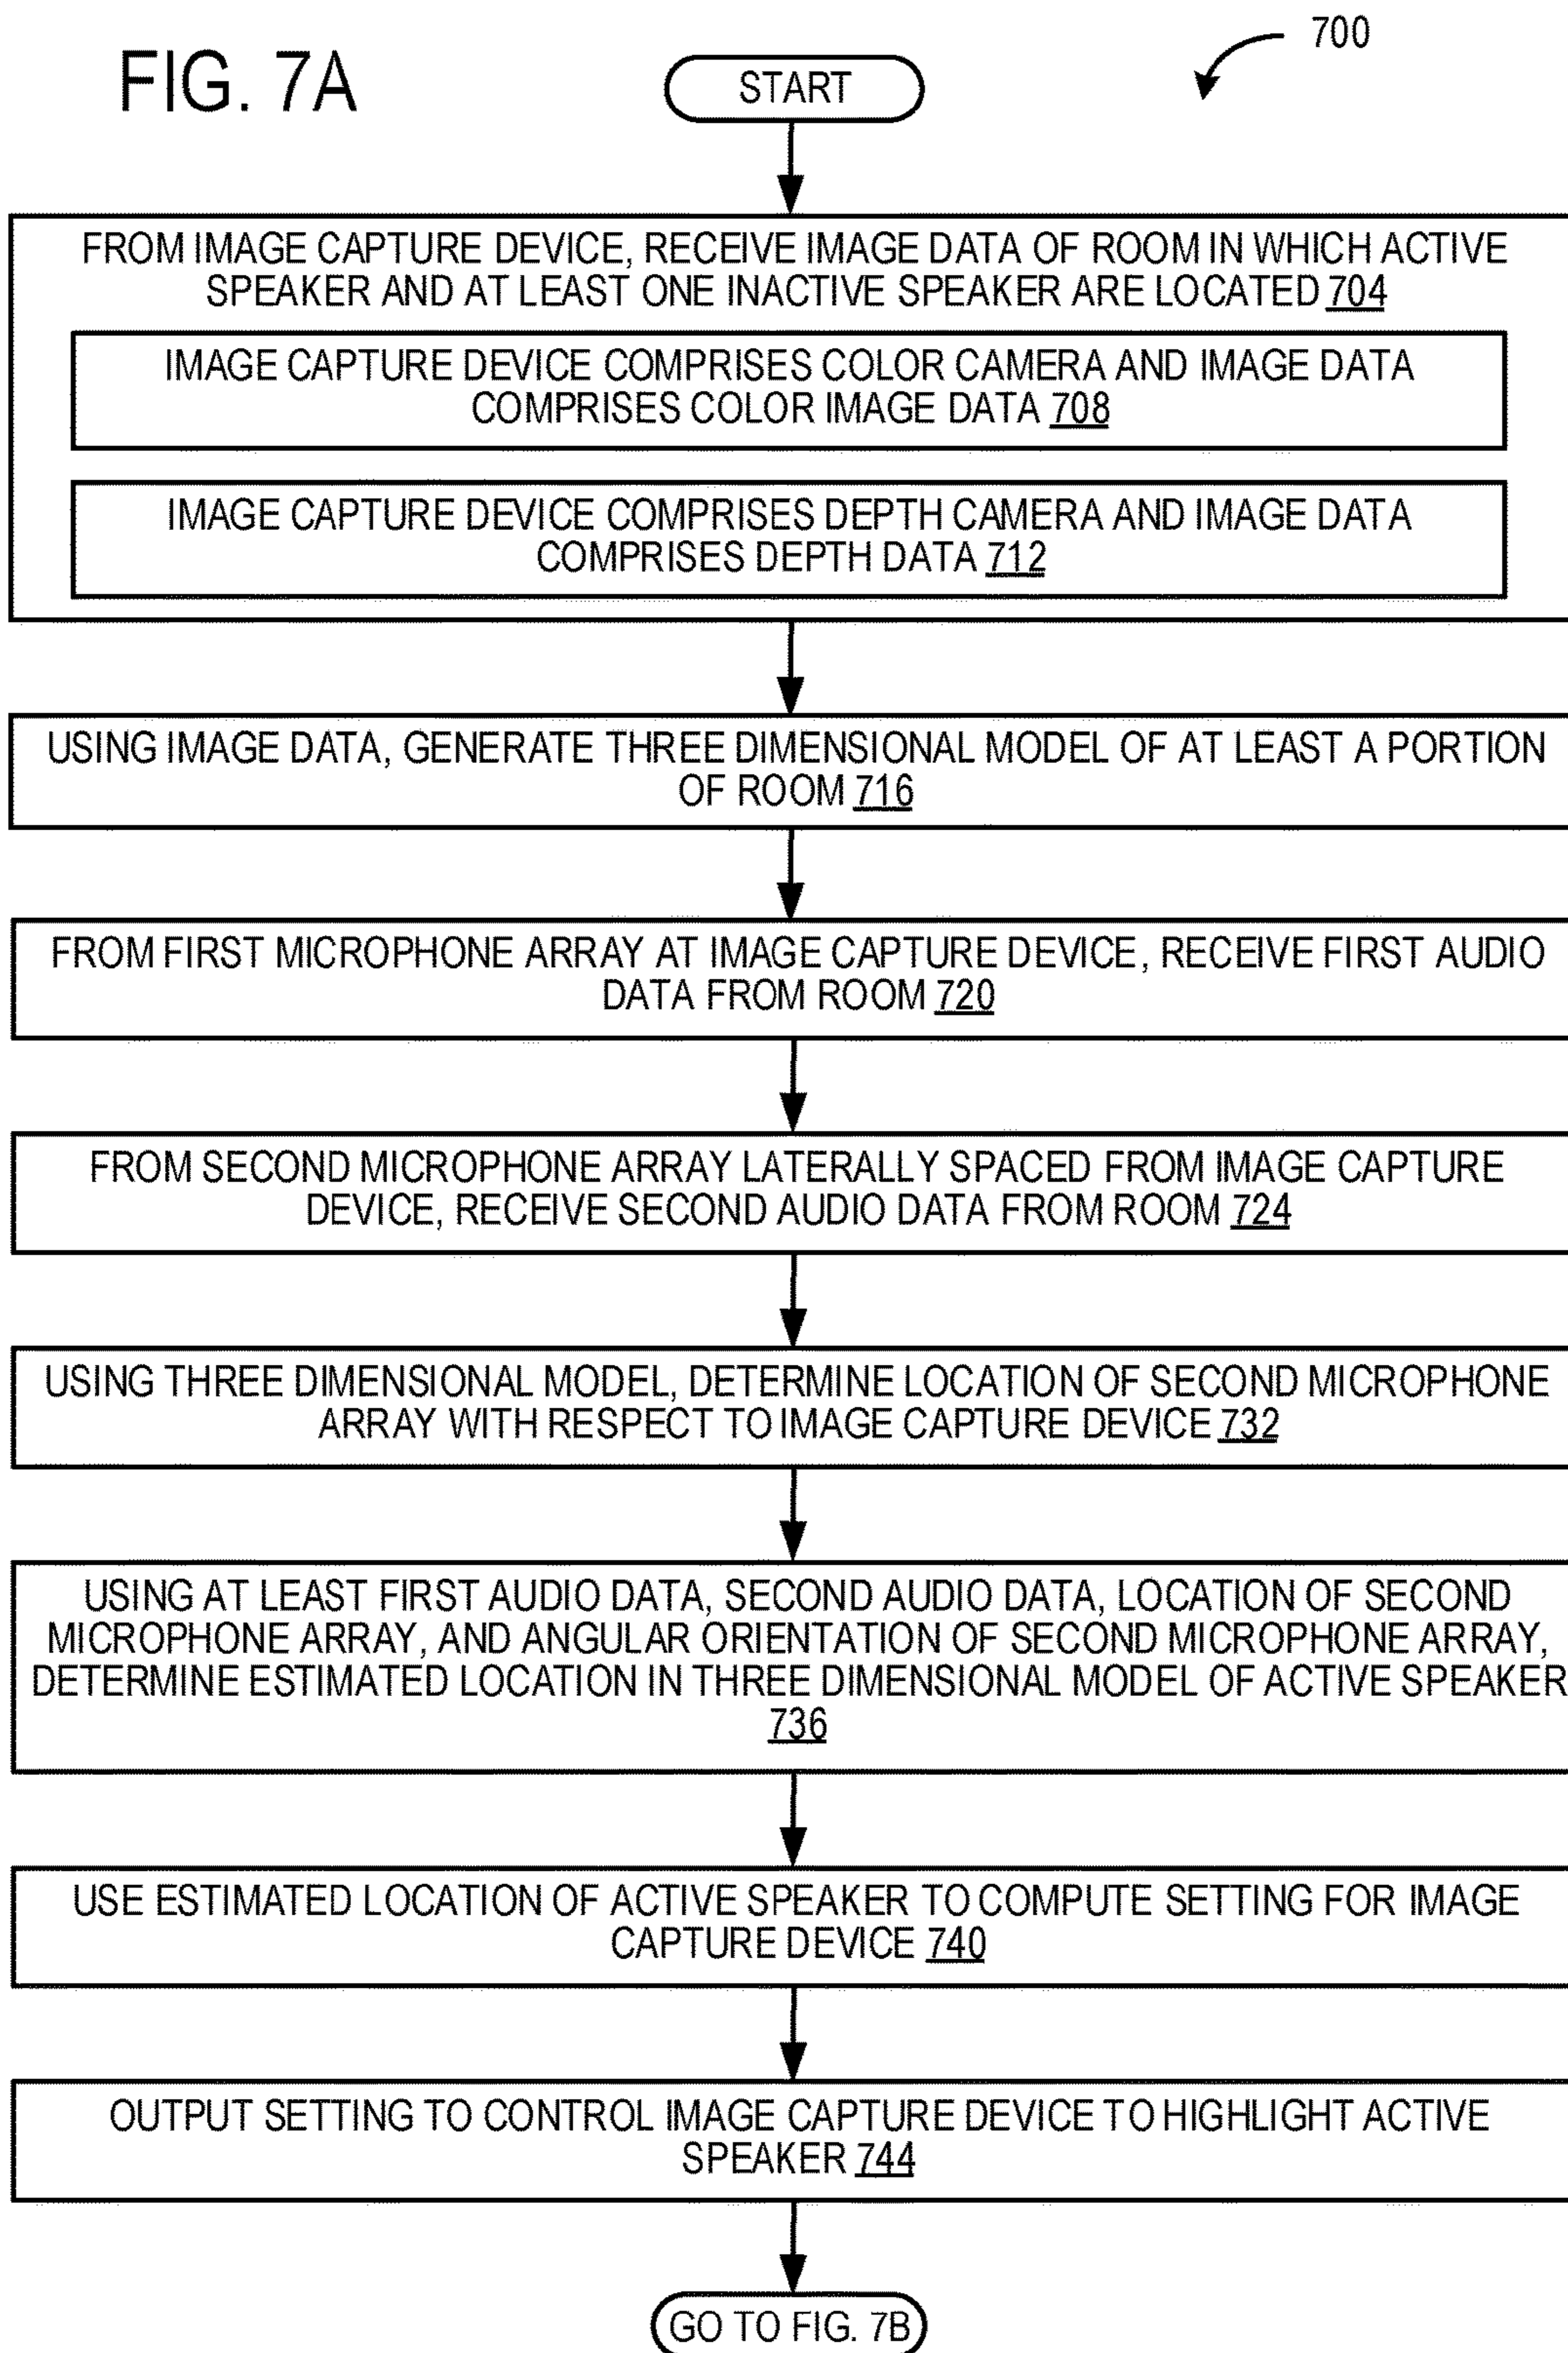 FIG. 7A
START
700
FROM IMAGE CAPTURE DEVICE, RECEIVE IMAGE DATA OF ROOM IN WHICH ACTIVE
SPEAKER AND AT LEAST ONE INACTIVE SPEAKER ARE LOCATED 704
IMAGE CAPTURE DEVICE COMPRISES COLOR CAMERA AND IMAGE DATA
COMPRISES COLOR IMAGE DATA 708
IMAGE CAPTURE DEVICE COMPRISES DEPTH CAMERA AND IMAGE DATA
COMPRISES DEPTH DATA 712
USING IMAGE DATA, GENERATE THREE DIMENSIONAL MODEL OF AT LEAST A PORTION
OF ROOM 716
FROM FIRST MICROPHONE ARRAY AT IMAGE CAPTURE DEVICE, RECEIVE FIRST AUDIO
DATA FROM ROOM 720
FROM SECOND MICROPHONE ARRAY LATERALLY SPACED FROM IMAGE CAPTURE
DEVICE, RECEIVE SECOND AUDIO DATA FROM ROOM 724
USING THREE DIMENSIONAL MODEL, DETERMINE LOCATION OF SECOND MICROPHONE
ARRAY WITH RESPECT TO IMAGE CAPTURE DEVICE 732
USING AT LEAST FIRST AUDIO DATA, SECOND AUDIO DATA, LOCATION OF SECOND
MICROPHONE ARRAY, AND ANGULAR ORIENTATION OF SECOND MICROPHONE ARRAY,
DETERMINE ESTIMATED LOCATION IN THREE DIMENSIONAL MODEL OF ACTIVE SPEAKER
736
USE ESTIMATED LOCATION OF ACTIVE SPEAKER TO COMPUTE SETTING FOR IMAGE
CAPTURE DEVICE 740
OUTPUT SETTING TO CONTROL IMAGE CAPTURE DEVICE TO HIGHLIGHT ACTIVE
SPEAKER 744
GO TO FIG. 7B